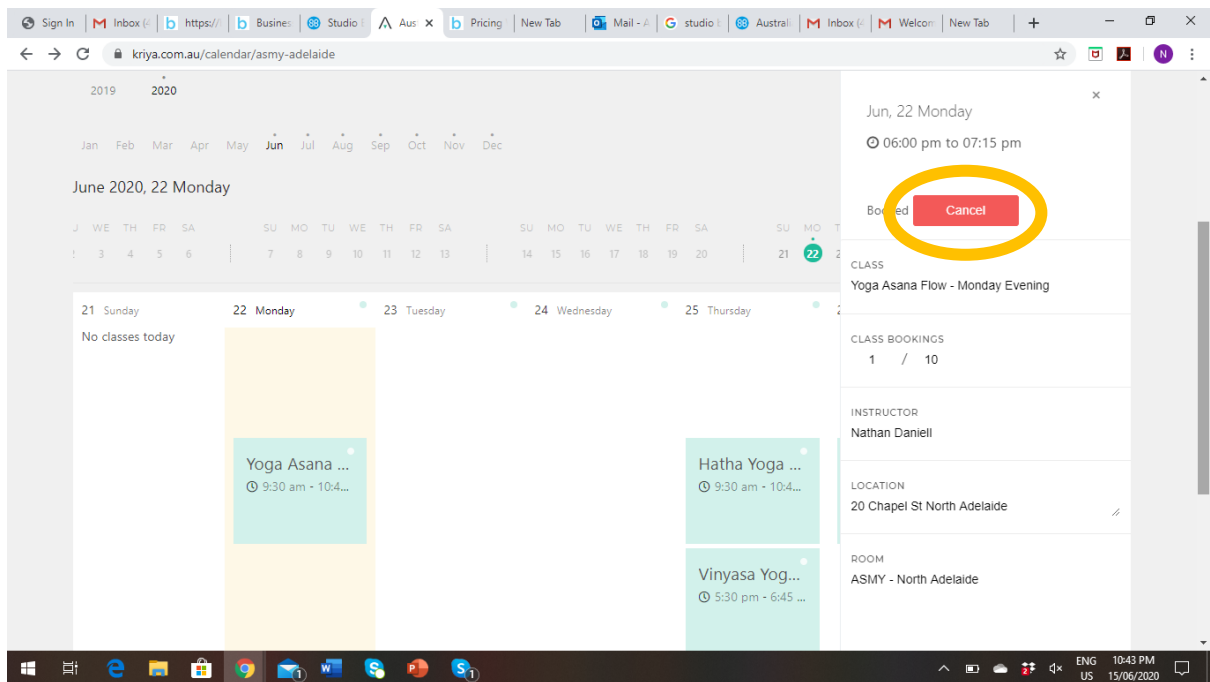 Sign In
Inbox (4
https://
Busines
Studio
Aus
Pricing
New Tab
Mail - A
studio b
Australi
Inbox (4
Welcom
New Tab
kriya.com.au/calendar/asmy-adelaide
N
2019 2020
Jan Feb Mar Apr May Jun Jul Aug Sep Oct Nov Dec
June 2020, 22 Monday
WE TH FR SA SU MO TU WE TH FR SA SU MO TU WE TH FR SA SU MO
3 4 5 6 7 8 9 10 11 12 13 14 15 16 17 18 19 20 21 22
21 Sunday 22 Monday 23 Tuesday 24 Wednesday 25 Thursday
No classes today
Yoga Asana ...
9:30 am - 10:4...
Hatha Yoga ...
9:30 am - 10:4...
Vinyasa Yog...
5:30 pm - 6:45 ...
Jun, 22 Monday
06:00 pm to 07:15 pm
Booked Cancel
CLASS
Yoga Asana Flow - Monday Evening
CLASS BOOKINGS
1 / 10
INSTRUCTOR
Nathan Daniell
LOCATION
20 Chapel St North Adelaide
ROOM
ASMY - North Adelaide
ENG 10:43 PM
US 15/06/2020